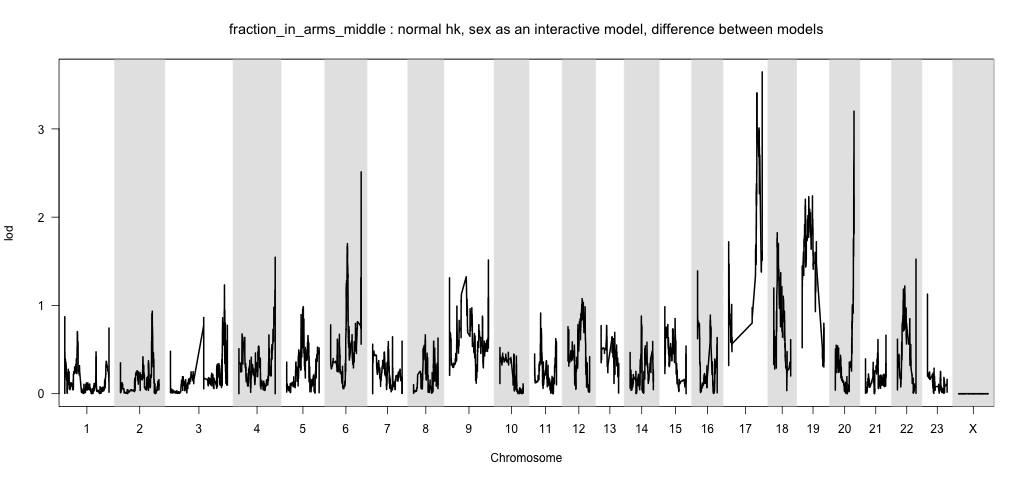 fraction_in_arms_middle : normal hk, sex as an interactive model, difference between models
lod
3
2
1
0
1 2 3 4 5 6 7 8 9 10 11 12 13 14 15 16 17 18 19 20 21 22 23 X
Chromosome